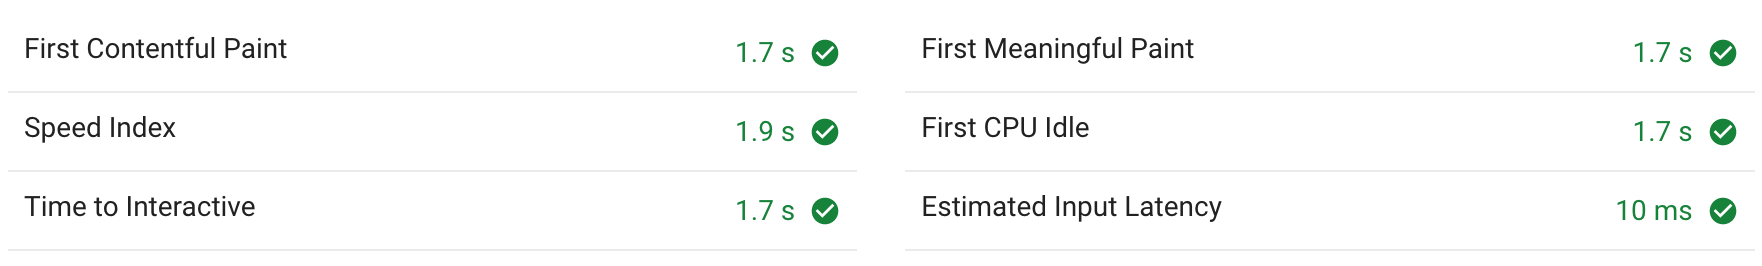 First Contentful Paint 1.7 s
First Meaningful Paint 1.7 s
Speed Index 1.9 s
First CPU Idle 1.7 s
Time to Interactive 1.7 s
Estimated Input Latency 10 ms